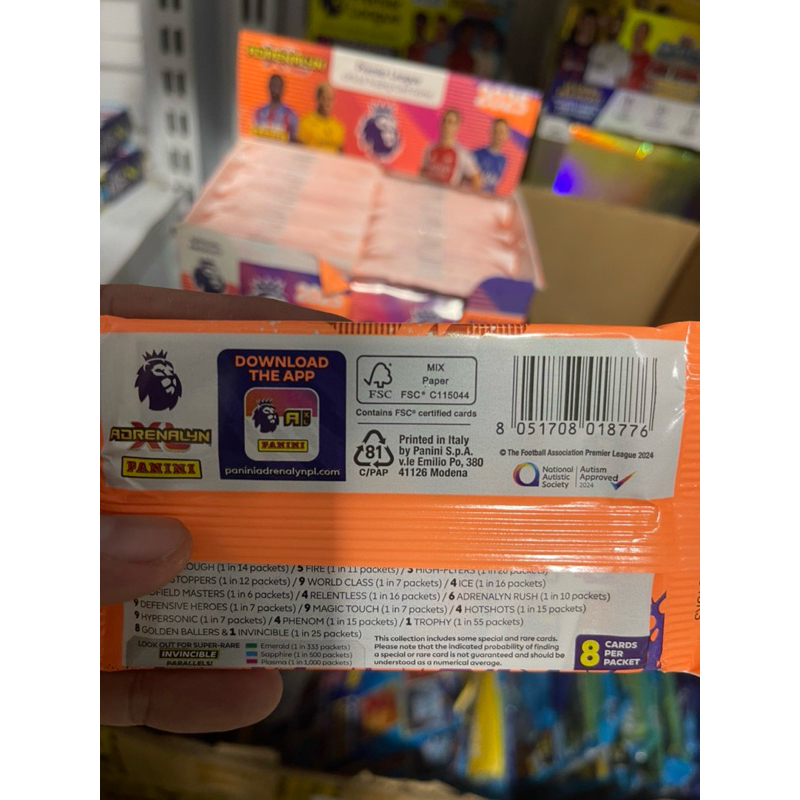 ADRENALYN
Premier League
2025
2025
DOWNLOAD
THE APP
PANINI
paniniadrenalynpl.com
ADRENALYN
XL
PANINI
FSC
MIX
Paper
FSC® C115044
Contains FSC® certified cards
81
C/PAP
Printed in Italy
by Panini S.p.A.
v.le Emilio Po, 380
41126 Modena
8 051708 018776
© The Football Association Premier League 2024
National
Autistic
Society
Autism
Approved
2024
(1 in 14 packets) / 5 FIRE (1 in 11 packets) / 3 HIGH-FLYERS
(1 in 12 packets) / 9 WORLD CLASS (1 in 7 packets) / 4 ICE (1 in 16 packets)
MASTERS (1 in 6 packets) / 4 RELENTLESS (1 in 16 packets) / 6 ADRENALYN RUSH (1 in 10 packets)
9 DEFENSIVE HEROES (1 in 7 packets) / 9 MAGIC TOUCH (1 in 7 packets) / 4 HOTSHOTS (1 in 15 packets)
9 HYPERSONIC (1 in 7 packets) / 4 PHENOM (1 in 15 packets) / 1 TROPHY (1 in 55 packets)
8 GOLDEN BALLERS & 1 INVINCIBLE (1 in 25 packets)
LOOK OUT FOR SUPER-RARE
INVINCIBLE
PARALLELS!
Emerald (1 in 333 packets)
Sapphire (1 in 500 packets)
Plasma (1 in 1,000 packets)
This collection includes some special and rare cards.
Please note that the indicated probability of finding
a special or rare card is not guaranteed and should be
understood as a numerical average.
8 CARDS
PER
PACKET